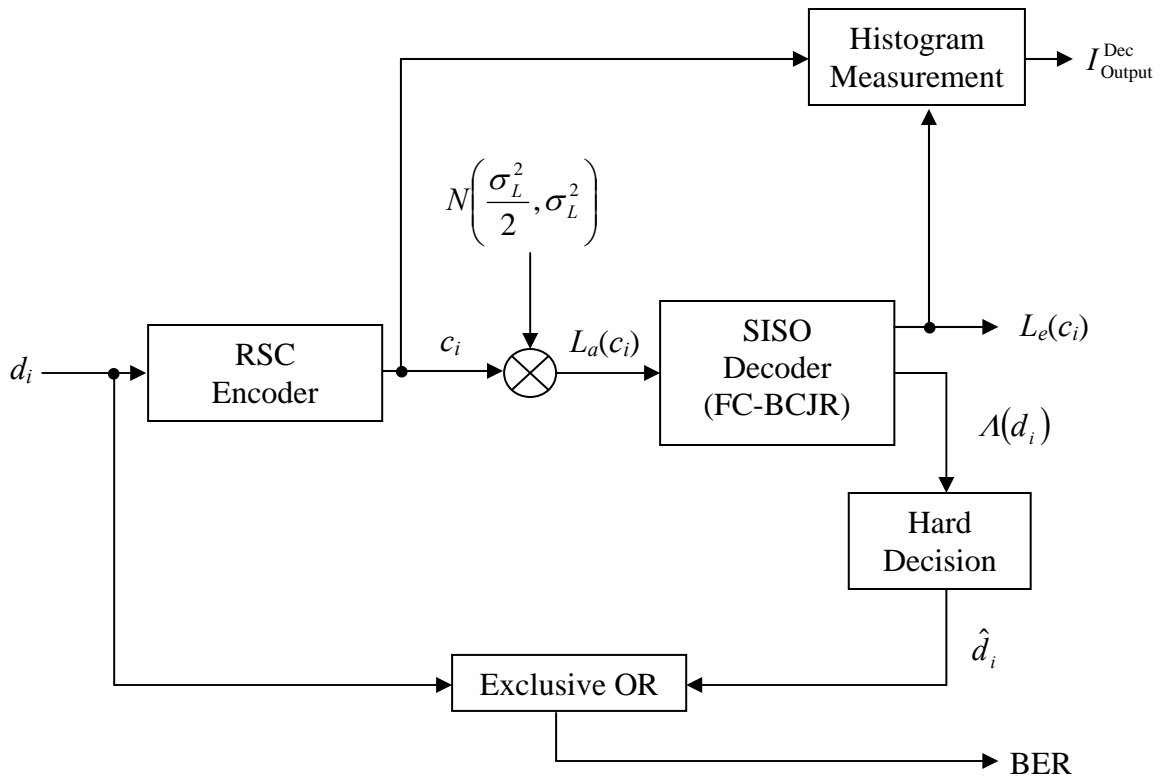 Histogram
Measurement
I_Output^Dec
N(σ_L^2/2, σ_L^2)
d_i
RSC
Encoder
c_i
L_a(c_i)
SISO
Decoder
(FC-BCJR)
L_e(c_i)
Λ(d_i)
Hard
Decision
d̂_i
Exclusive OR
BER